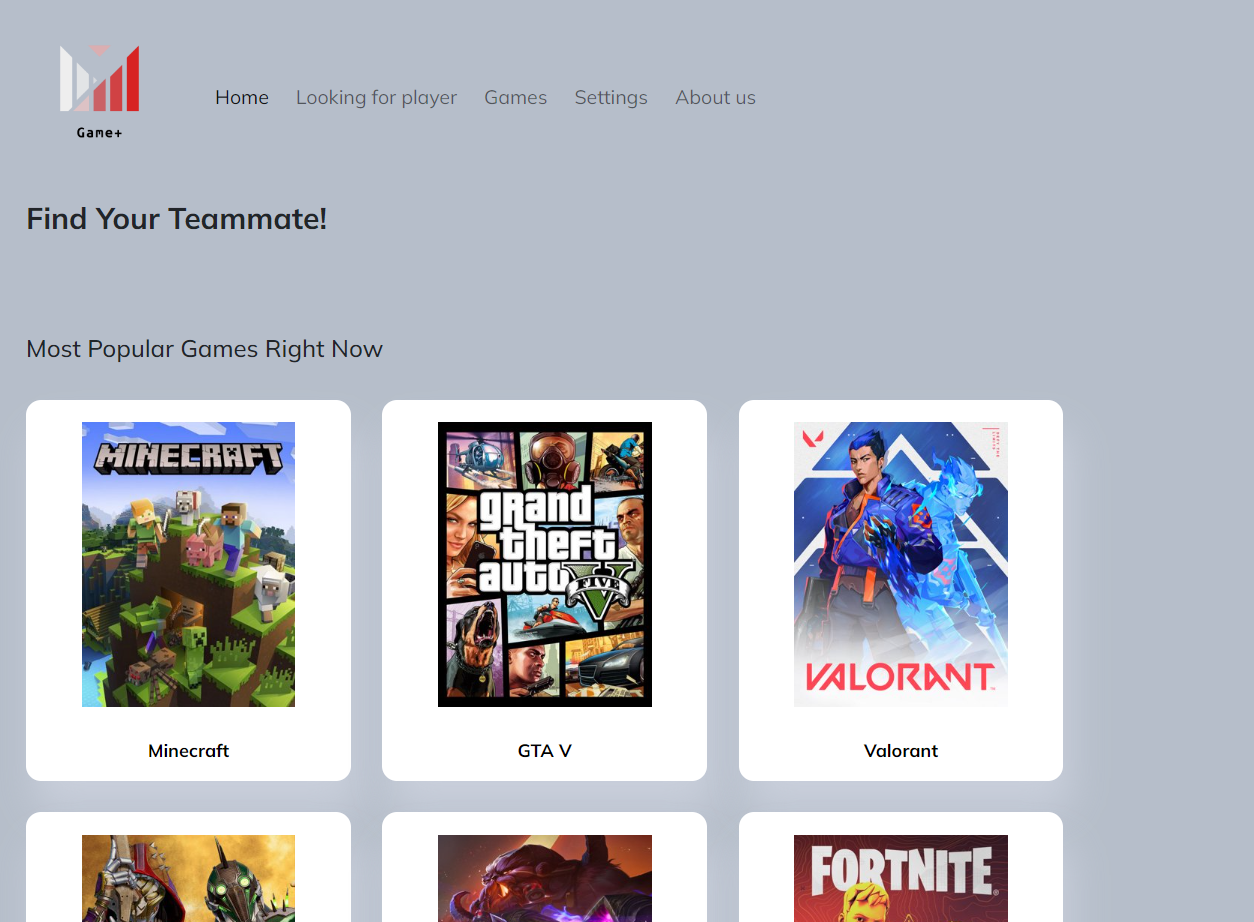 Game+
Home Looking for player Games Settings About us
Find Your Teammate!
Most Popular Games Right Now
MINECRAFT
grand
theft
auto
FIVE
V
VALORANT
Minecraft
GTA V
Valorant
FORTNITE